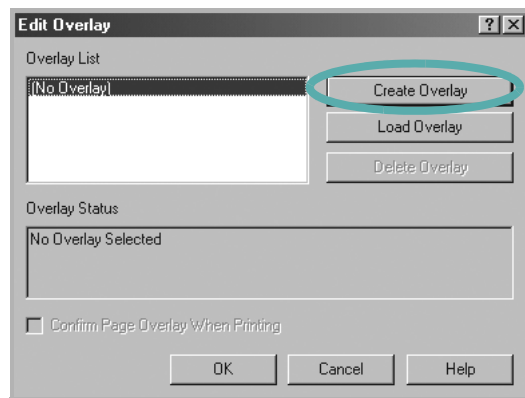 Edit Overlay
Overlay List
(No Overlay)
Create Overlay
Load Overlay
Delete Overlay
Overlay Status
No Overlay Selected
Confirm Page Overlay When Printing
OK Cancel Help